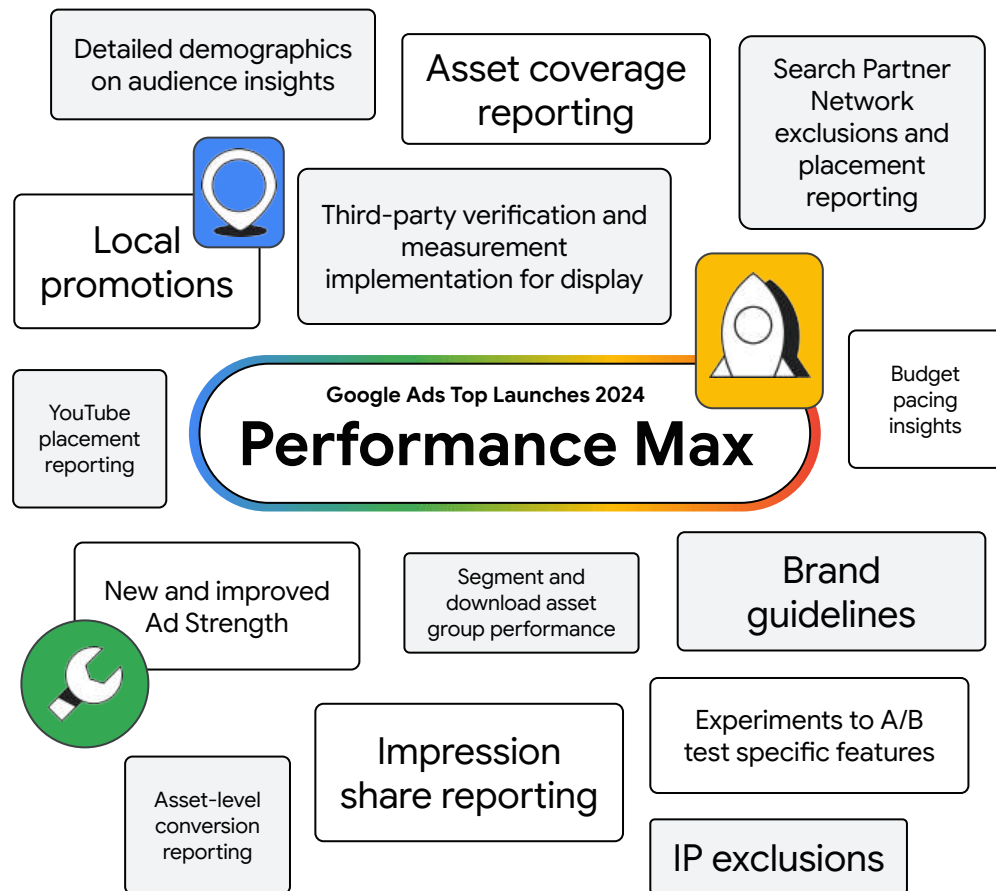 Detailed demographics
on audience insights
Asset coverage
reporting
Search Partner
Network
exclusions and
placement
reporting
Local
promotions
Third-party verification and
measurement
implementation for display
Google Ads Top Launches 2024
Performance Max
YouTube
placement
reporting
Budget
pacing
insights
New and improved
Ad Strength
Segment and
download asset
group performance
Brand
guidelines
Asset-level
conversion
reporting
Impression
share reporting
Experiments to A/B
test specific features
IP exclusions